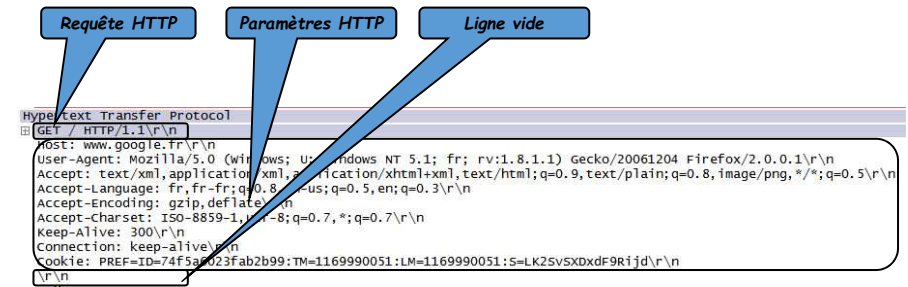 Requête HTTP
Paramètres HTTP
Ligne vide
Hypertext Transfer Protocol
GET / HTTP/1.1\r\n
Host: www.google.fr\r\n
User-Agent: Mozilla/5.0 (Windows; U; Windows NT 5.1; fr; rv:1.8.1.1) Gecko/20061204 Firefox/2.0.0.1\r\n
Accept: text/xml,application/xml,application/xhtml+xml,text/html;q=0.9,text/plain;q=0.8,image/png,*/*;q=0.5\r\n
Accept-Language: fr,fr-fr;q=0.8,en-us;q=0.5,en;q=0.3\r\n
Accept-Encoding: gzip,deflate\r\n
Accept-Charset: ISO-8859-1,utf-8;q=0.7,*;q=0.7\r\n
Keep-Alive: 300\r\n
Connection: keep-alive\r\n
Cookie: PREF=ID=74f5a6023fab2b99:TM=1169990051:LM=1169990051:S=LK2SvSXDxdF9Rijd\r\n
\r\n